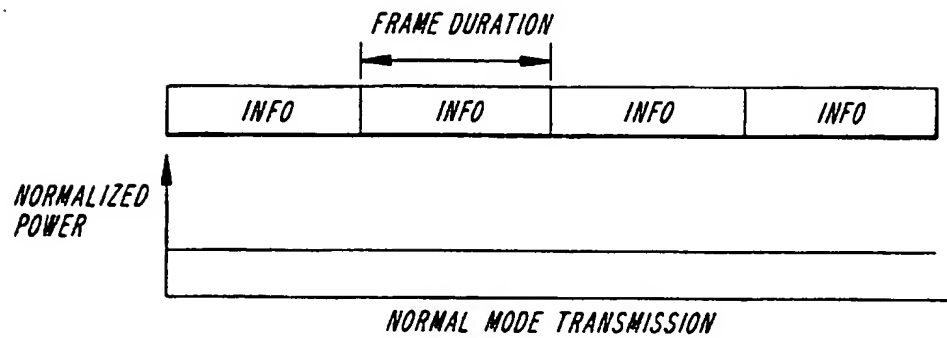 FRAME DURATION
INFO INFO INFO INFO
NORMALIZED
POWER
NORMAL MODE TRANSMISSION